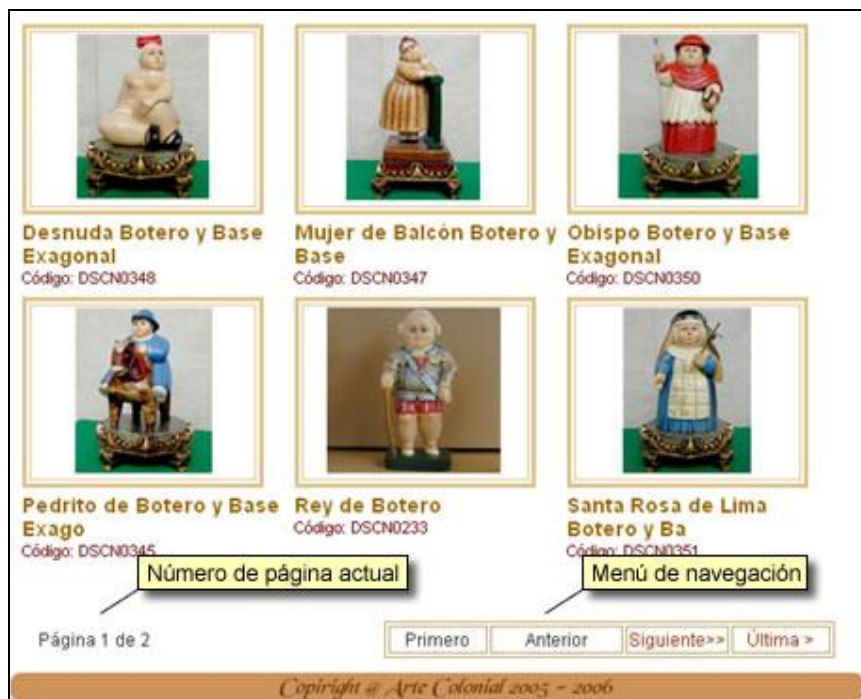 Desnuda Botero y Base
Exagonal
Código: DSCN0348
Mujer de Balcón Botero y
Base
Código: DSCN0347
Obispo Botero y Base
Exagonal
Código: DSCN0350
Pedrito de Botero y Base
Exago
Código: DSCN0345
Rey de Botero
Código: DSCN0233
Santa Rosa de Lima
Botero y Ba
Código: DSCN0351
Número de página actual
Menú de navegación
Página 1 de 2
Primero
Anterior
Siguiente>>
Última >
Copiright @ Arte Colonial 2005 - 2006